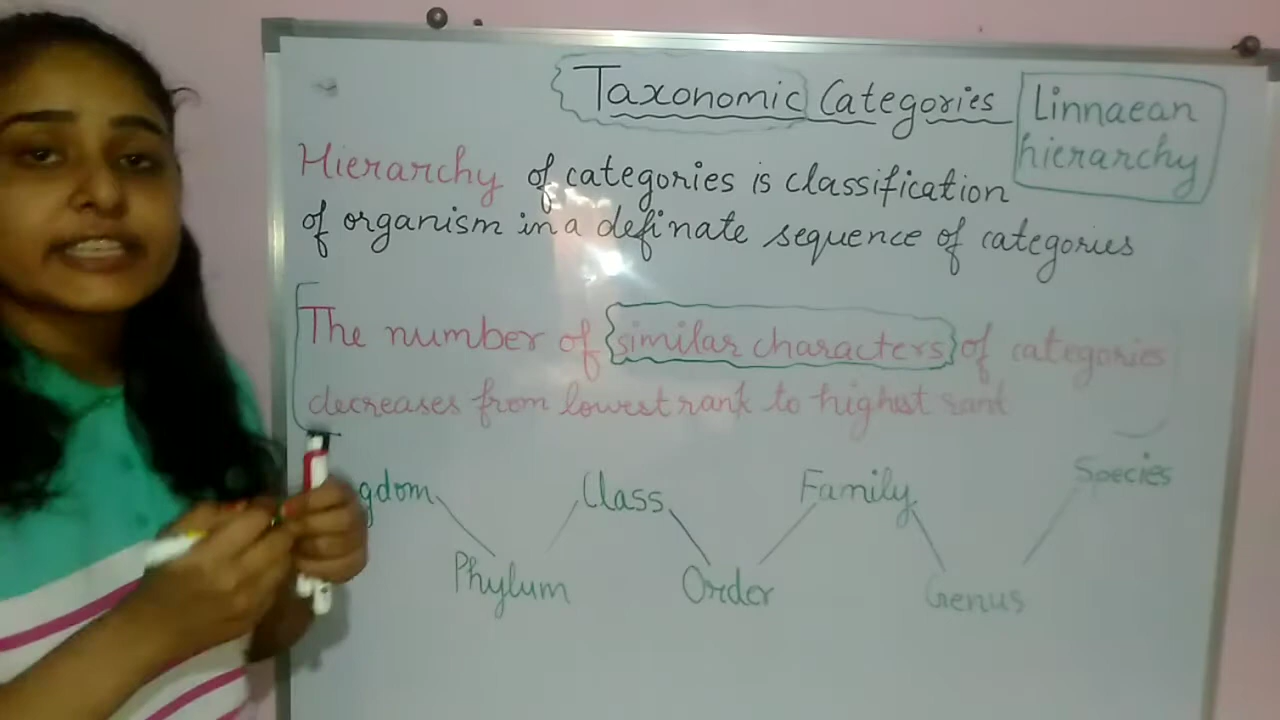 Taxonomic Categories
Linnaean
hierarchy
Hierarchy of categories is classification
of organism in a definate sequence of categories
The number of similar characters of categories
decreases from lowest rank to highest rank
gdom
Class
Family
Species
Phylum
Order
Genus